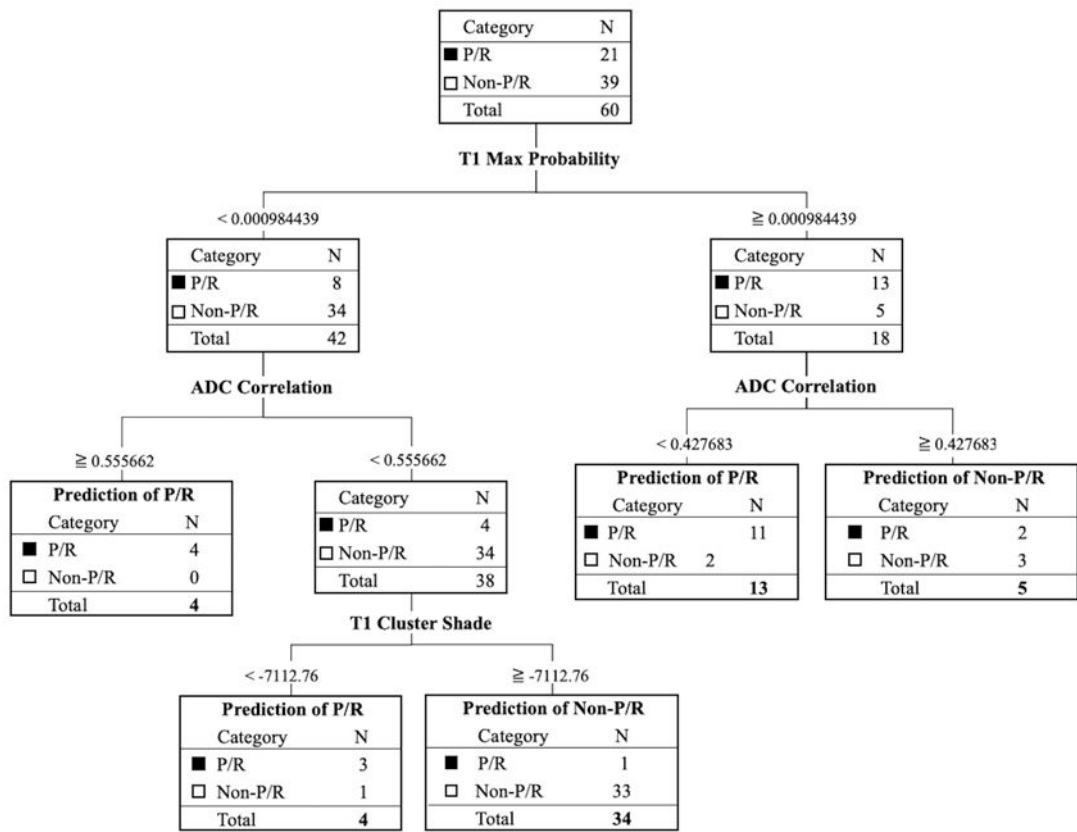 Category N
P/R 21
Non-P/R 39
Total 60
T1 Max Probability
< 0.000984439
≧ 0.000984439
Category N
P/R 8
Non-P/R 34
Total 42
Category N
P/R 13
Non-P/R 5
Total 18
ADC Correlation
ADC Correlation
≧ 0.555662
< 0.555662
< 0.427683
≧ 0.427683
Prediction of P/R
Category N
P/R 4
Non-P/R 0
Total 4
Category N
P/R 4
Non-P/R 34
Total 38
Prediction of P/R
Category N
P/R 11
Non-P/R 2
Total 13
Prediction of Non-P/R
Category N
P/R 2
Non-P/R 3
Total 5
T1 Cluster Shade
< -7112.76
≧ -7112.76
Prediction of P/R
Category N
P/R 3
Non-P/R 1
Total 4
Prediction of Non-P/R
Category N
P/R 1
Non-P/R 33
Total 34